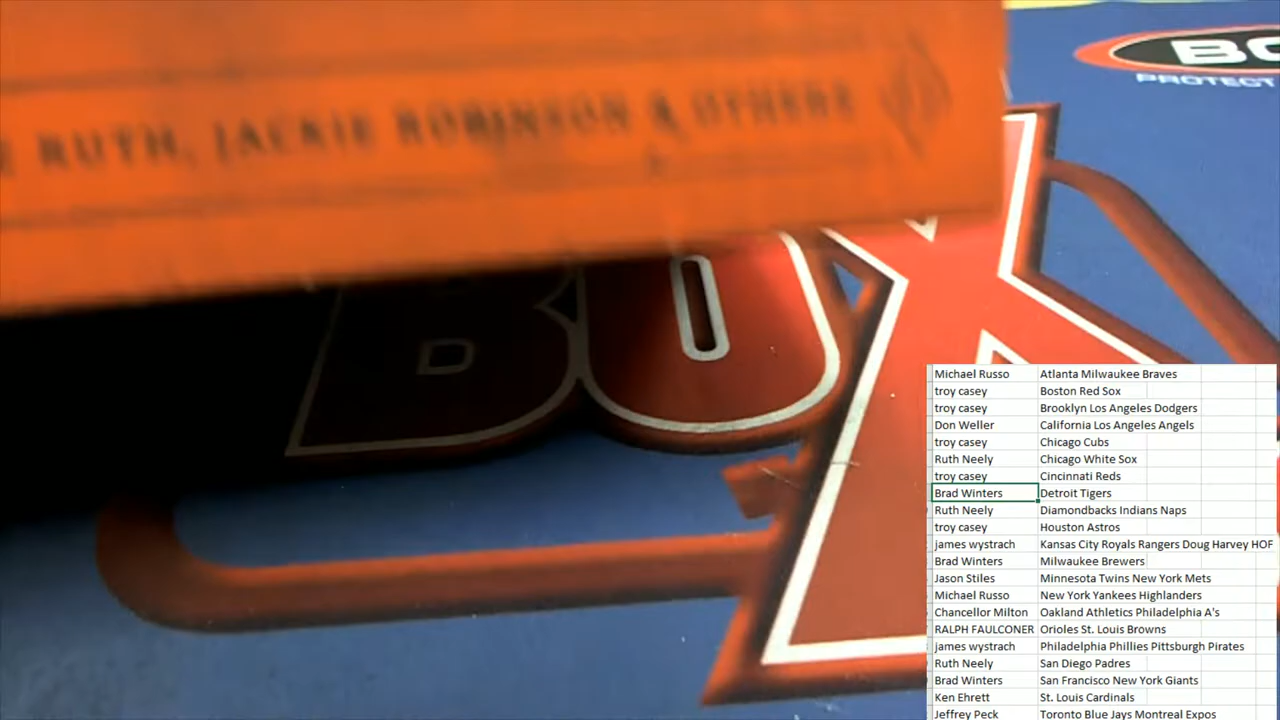 RUTH, JACKIE ROBINSON & OTHERS
PROTECT
BOX
Michael Russo Atlanta Milwaukee Braves
troy casey Boston Red Sox
troy casey Brooklyn Los Angeles Dodgers
Don Weller California Los Angeles Angels
troy casey Chicago Cubs
Ruth Neely Chicago White Sox
troy casey Cincinnati Reds
Brad Winters Detroit Tigers
Ruth Neely Diamondbacks Indians Naps
troy casey Houston Astros
james wystrach Kansas City Royals Rangers Doug Harvey HOF
Brad Winters Milwaukee Brewers
Jason Stiles Minnesota Twins New York Mets
Michael Russo New York Yankees Highlanders
Chancellor Milton Oakland Athletics Philadelphia A's
RALPH FAULCONER Orioles St. Louis Browns
james wystrach Philadelphia Phillies Pittsburgh Pirates
Ruth Neely San Diego Padres
Brad Winters San Francisco New York Giants
Ken Ehrett St. Louis Cardinals
Jeffrey Peck Toronto Blue Jays Montreal Expos